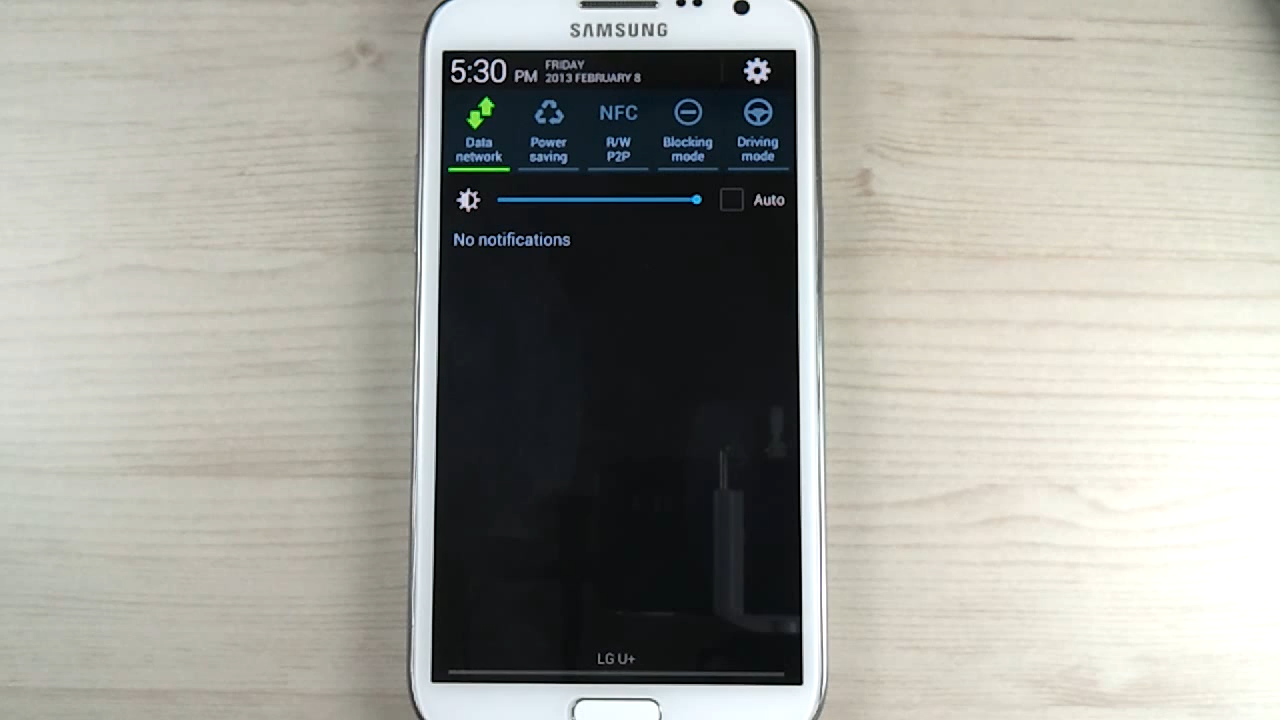 SAMSUNG
5:30 PM
FRIDAY
2013 FEBRUARY 8
Data
network
Power
saving
NFC
R/W
P2P
Blocking
mode
Driving
mode
Auto
No notifications
LG U+